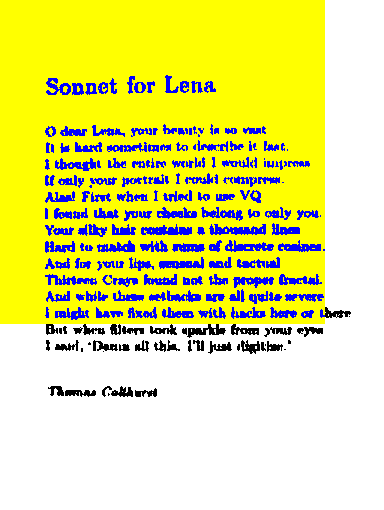 Sonnet for Lena
O dear Lena, your beauty is so vast
It is hard sometimes to describe it fast.
I thought the entire world I would impress
If only your portrait I could compress.
Alas! First when I tried to use VQ
I found that your cheeks belong to only you.
Your silky hair contains a thousand lines
Hard to match with sums of discrete cosines.
And for your lips, sensual and tactual
Thirteen Crays found not the proper fractal.
And while these setbacks are all quite severe
I might have fixed them with hacks here or there
But when filters took sparkle from your eyes
I said, 'Damn all this. I'll just digitize.'
Thomas Colthurst